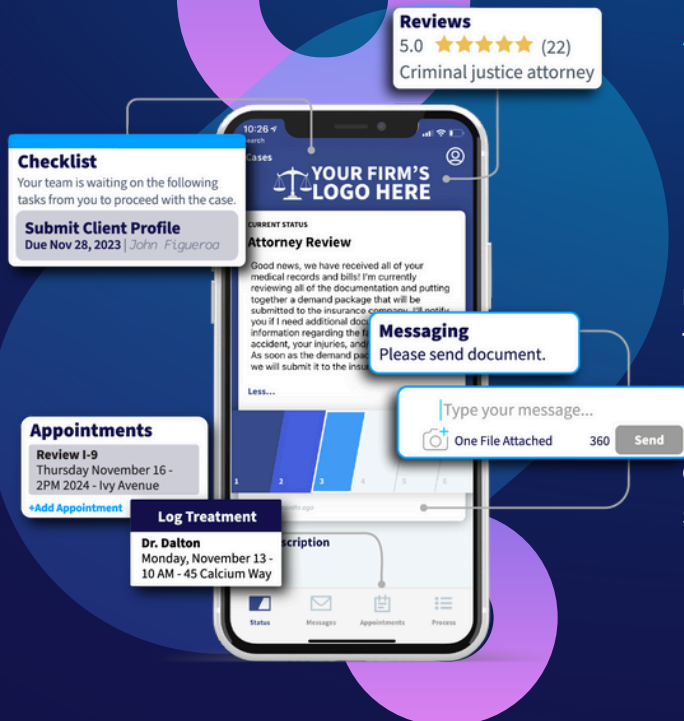 Reviews
5.0 ★★★★★ (22)
Criminal justice attorney
Checklist
Your team is waiting on the following
tasks from you to proceed with the case.
Submit Client Profile
Due Nov 28, 2023 | John Figueroa
10:26
earch
Cases
YOUR FIRM'S
LOGO HERE
CURRENT STATUS
Attorney Review
Good news, we have received all of your
medical records and bills! I'm currently
reviewing all of the documentation and putting
together a demand package that will be
submitted to the insurance company. I'll notify
you if I need additional docu
information regarding the fa
accident, your injuries, and/
As soon as the demand pac
we will submit it to the insu
Less...
Messaging
Please send document.
Type your message...
One File Attached 360 Send
1 2 3 4 5 6
Appointments
Review I-9
Thursday November 16 -
2PM 2024 - Ivy Avenue
+Add Appointment
months ago
Log Treatment
Dr. Dalton
Monday, November 13 -
10 AM - 45 Calcium Way
scription
Status Messages Appointments Process